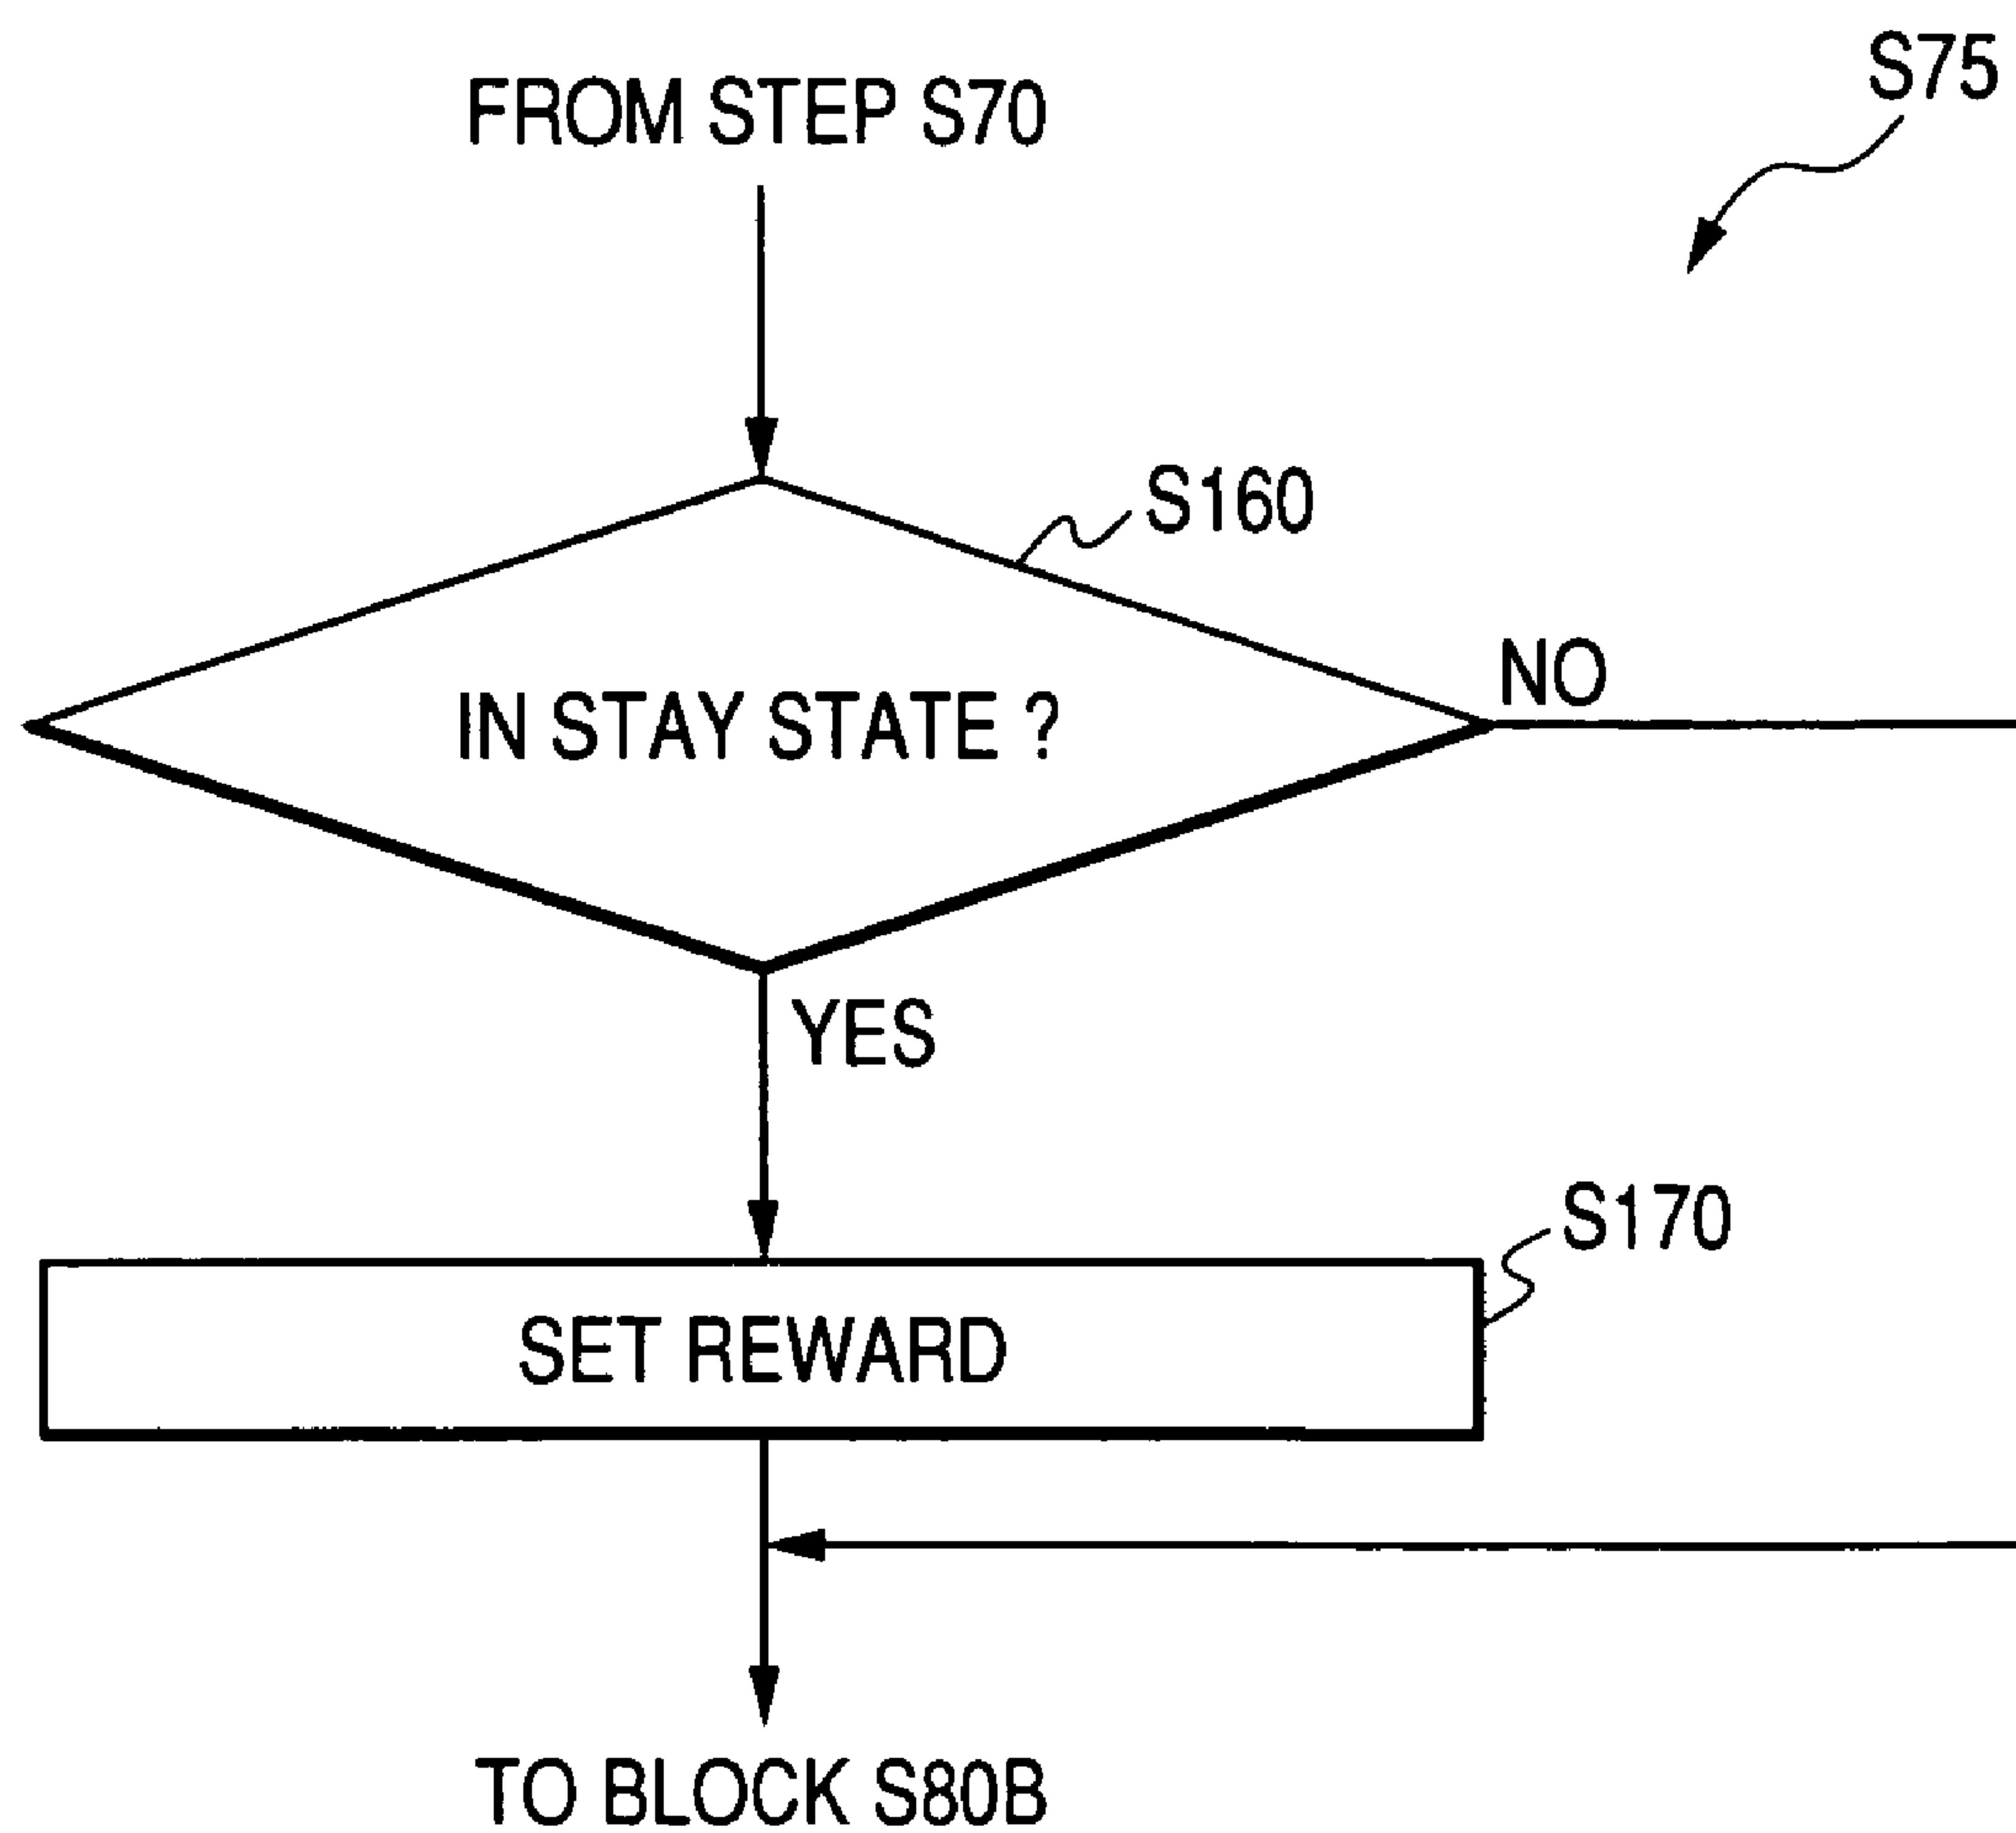 FROM STEP S70
S75
S160
NO
IN STAY STATE ?
YES
S170
SET REWARD
TO BLOCK S80B